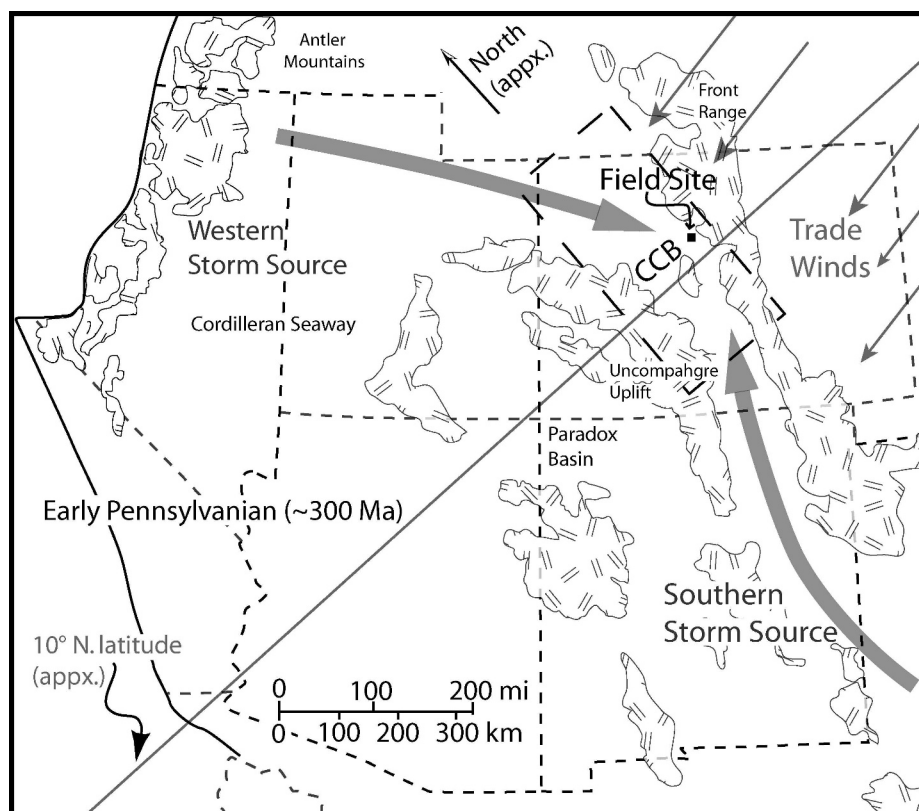 Antler
Mountains
North
(appx.)
Front
Range
Field Site
Western
Storm Source
Trade
Winds
CCB
Cordilleran Seaway
Uncompahgre
Uplift
Paradox
Basin
Early Pennsylvanian (~300 Ma)
Southern
Storm Source
10° N. latitude
(appx.)
0 100 200 mi
0 100 200 300 km